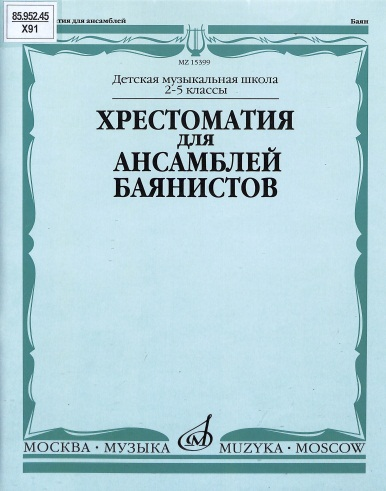 85.952.45
Х91
тия для ансамблей
Баян
MZ 15399
Детская музыкальная школа
2-5 классы
ХРЕСТОМАТИЯ
для
АНСАМБЛЕЙ
БАЯНИСТОВ
МОСКВА · МУЗЫКА
MUZYKA · MOSCOW